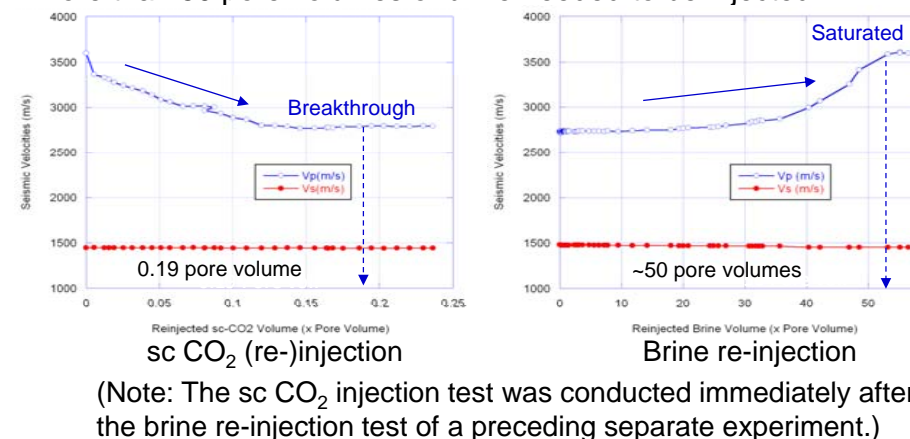 4000
3500
3000
2500
2000
1500
1000
Seismic Velocities (m/s)
Breakthrough
Vp(m/s)
Vs(m/s)
0.19 pore volume
0
0.05
0.1
0.15
0.2
0.25
Reinjected sc-CO2 Volume (x Pore Volume)
sc CO₂ (re-)injection
4000
3500
3000
2500
2000
1500
1000
Seismic Velocities (m/s)
Saturated
Vp (m/s)
Vs (m/s)
~50 pore volumes
0
10
20
30
40
50
Reinjected Brine Volume (x Pore Volume)
Brine re-injection
(Note: The sc CO₂ injection test was conducted immediately after
the brine re-injection test of a preceding separate experiment.)